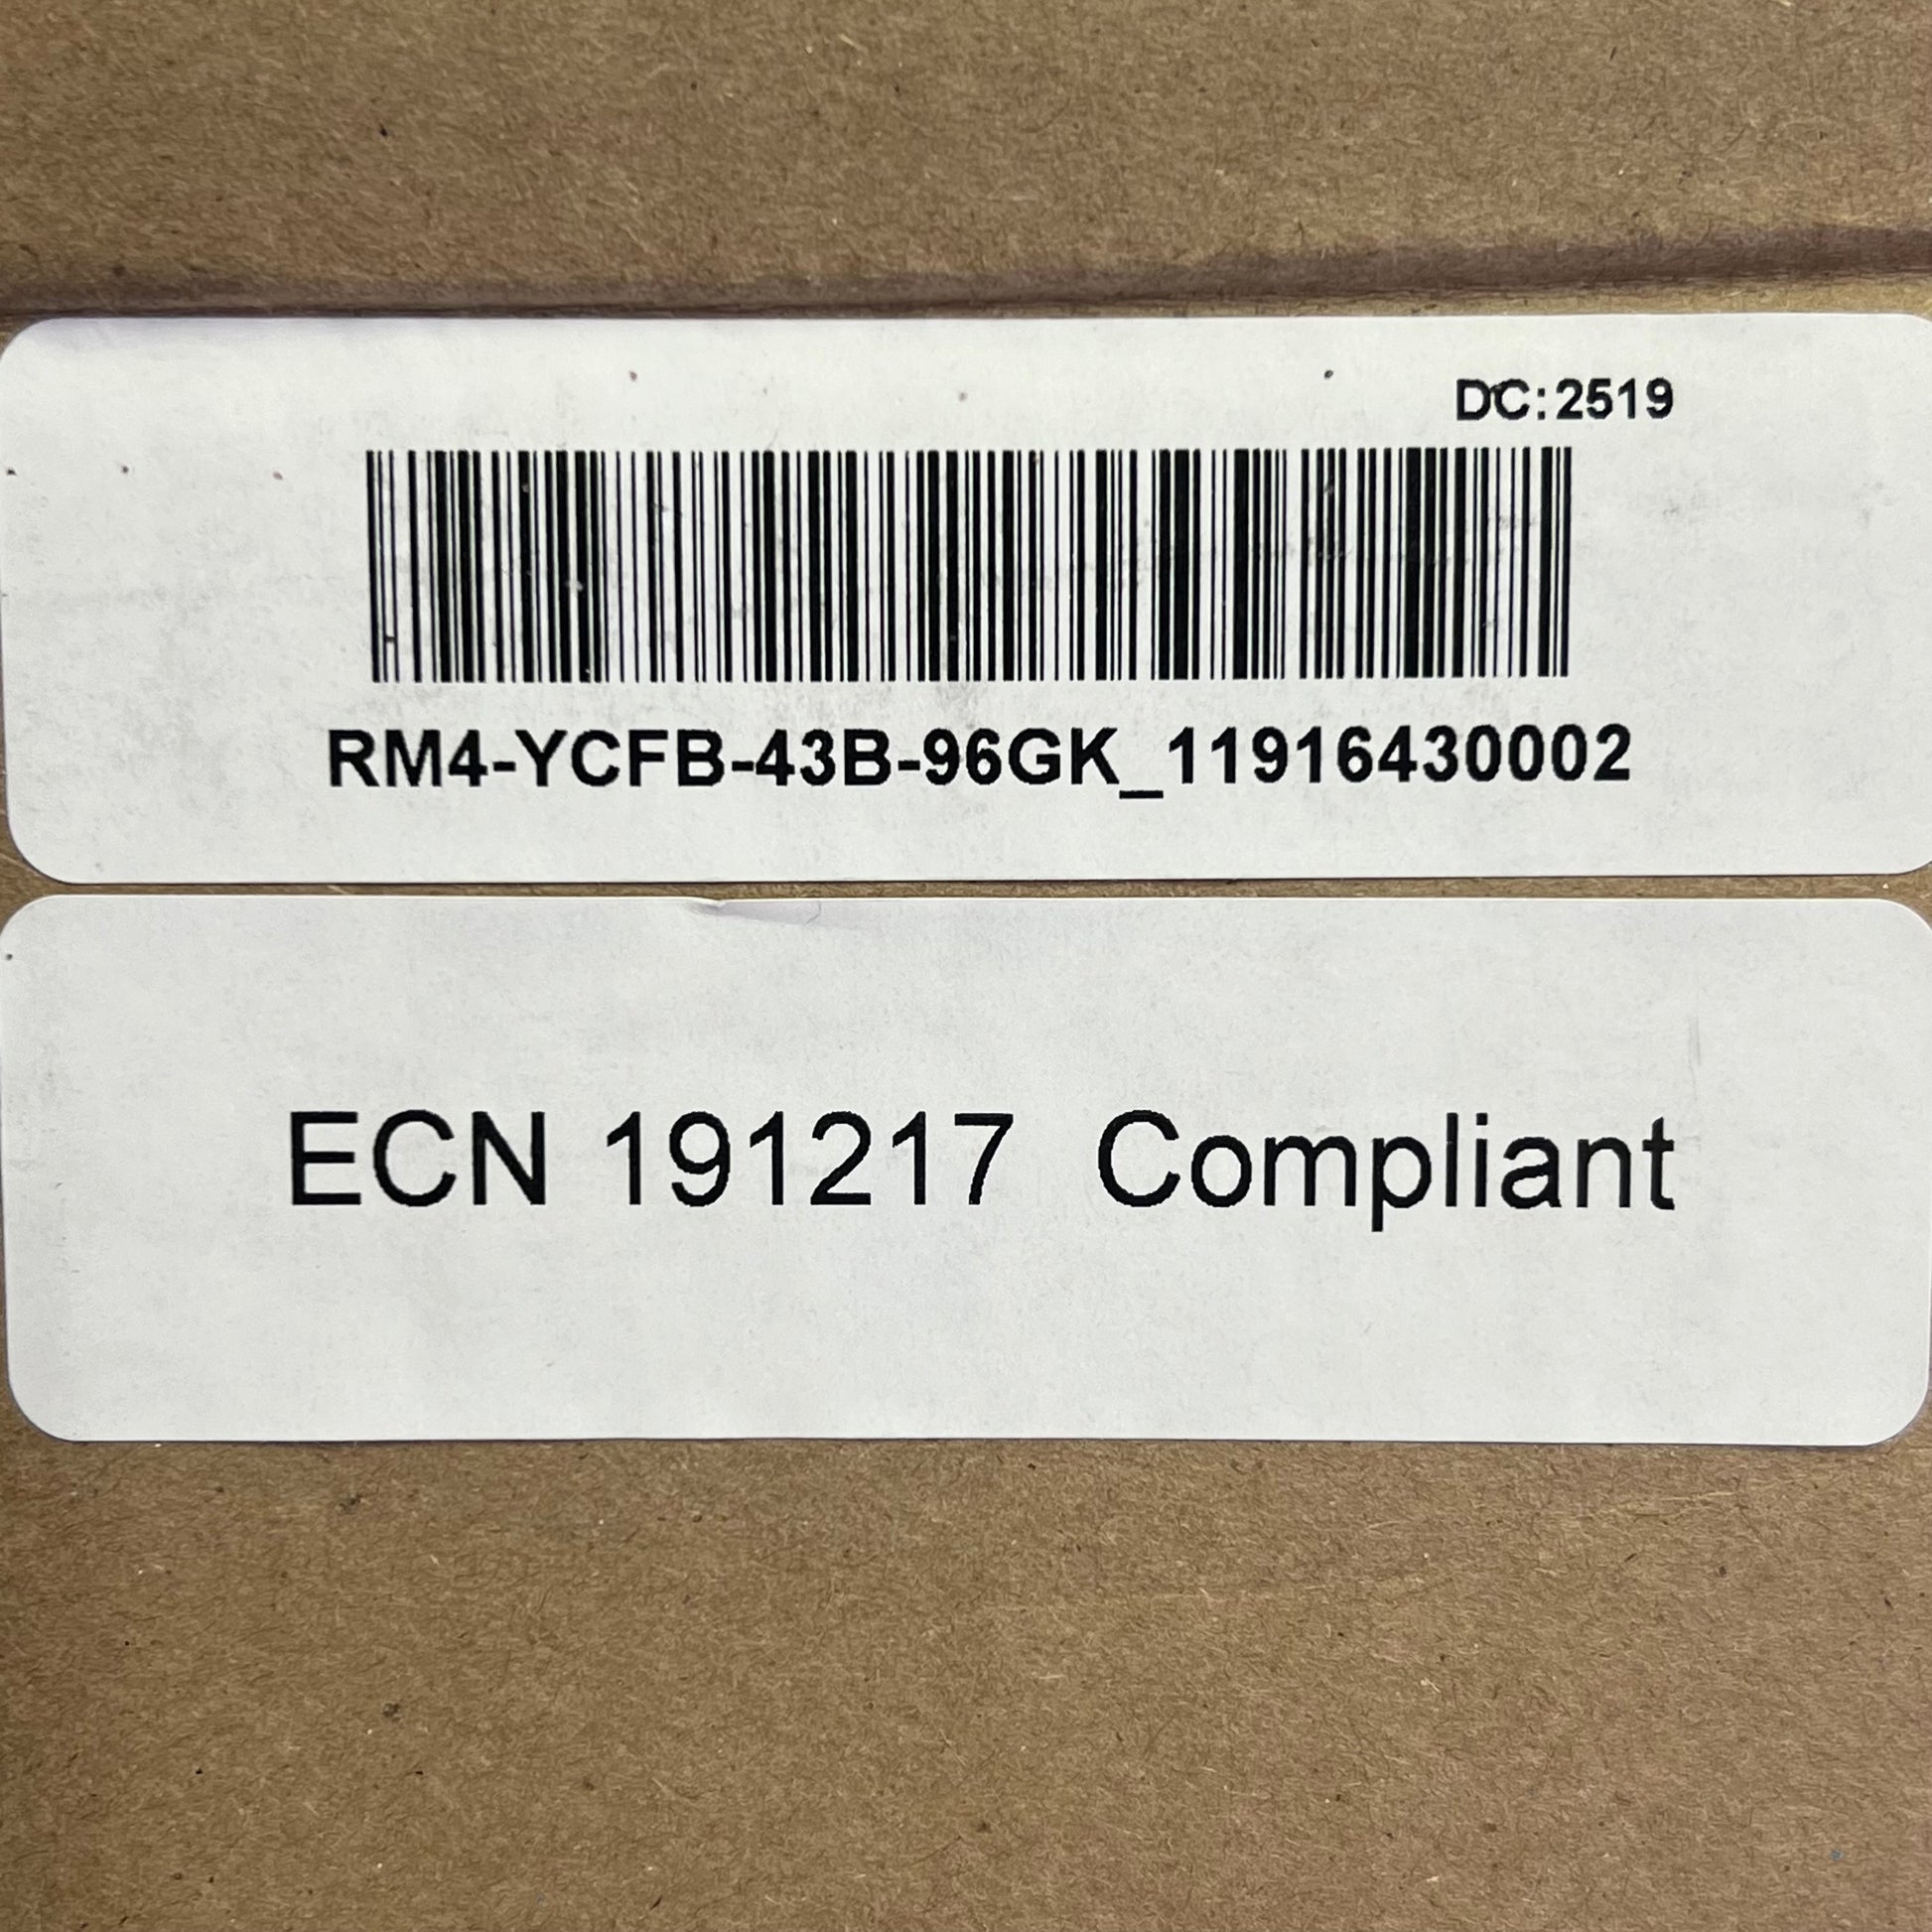 DC:2519
RM4-YCFB-43B-96GK_11916430002
ECN 191217 Compliant